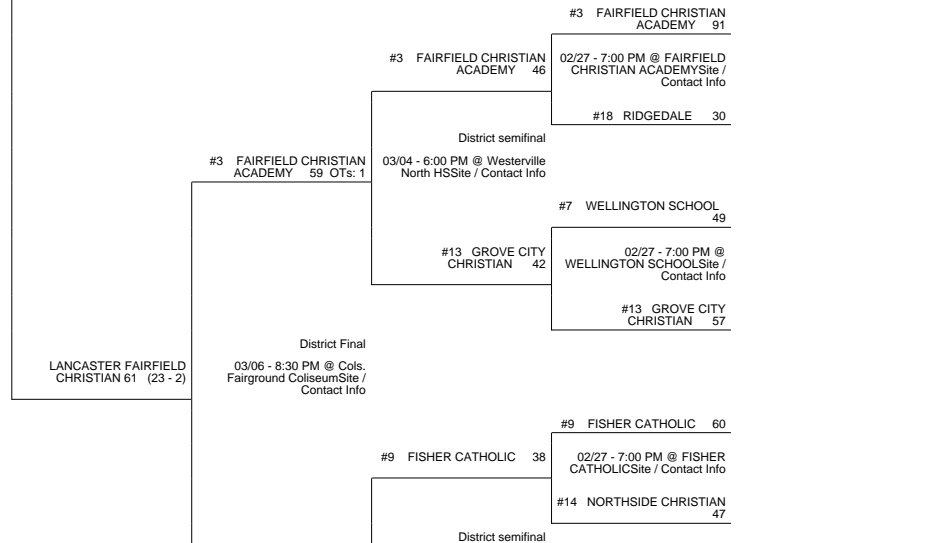 #3 FAIRFIELD CHRISTIAN
ACADEMY 91
02/27 - 7:00 PM @ FAIRFIELD
CHRISTIAN ACADEMYSite /
Contact Info
#18 RIDGEDALE 30
#3 FAIRFIELD CHRISTIAN
ACADEMY 46
District semifinal
03/04 - 6:00 PM @ Westerville
North HSSite / Contact Info
#3 FAIRFIELD CHRISTIAN
ACADEMY 59 OTs: 1
#7 WELLINGTON SCHOOL
49
02/27 - 7:00 PM @
WELLINGTON SCHOOLSite /
Contact Info
#13 GROVE CITY
CHRISTIAN 57
#13 GROVE CITY
CHRISTIAN 42
District Final
03/06 - 8:30 PM @ Cols.
Fairground ColiseumSite /
Contact Info
LANCASTER FAIRFIELD
CHRISTIAN 61 (23 - 2)
#9 FISHER CATHOLIC 60
02/27 - 7:00 PM @ FISHER
CATHOLICSite / Contact Info
#14 NORTHSIDE CHRISTIAN
47
#9 FISHER CATHOLIC 38
District semifinal